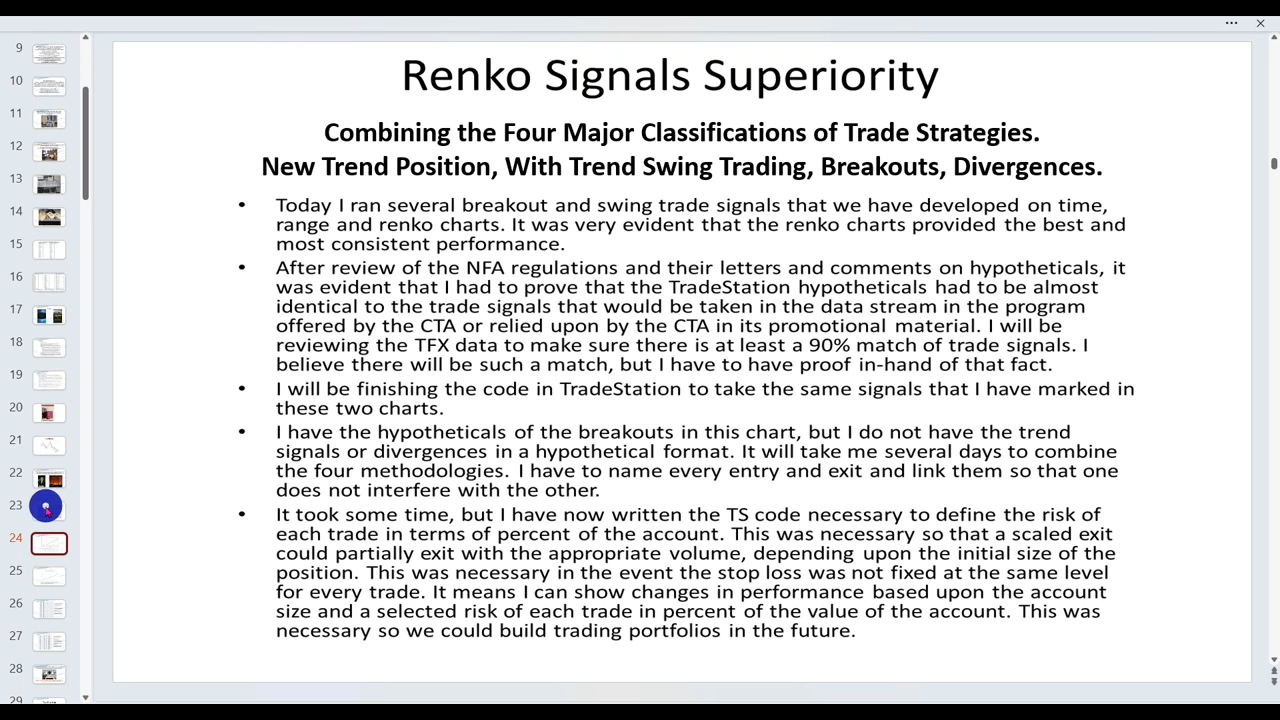 Renko Signals Superiority
Combining the Four Major Classifications of Trade Strategies.
New Trend Position, With Trend Swing Trading, Breakouts, Divergences.
• Today I ran several breakout and swing trade signals that we have developed on time,
range and renko charts. It was very evident that the renko charts provided the best and
most consistent performance.
• After review of the NFA regulations and their letters and comments on hypotheticals, it
was evident that I had to prove that the TradeStation hypotheticals had to be almost
identical to the trade signals that would be taken in the data stream in the program
offered by the CTA or relied upon by the CTA in its promotional material. I will be
reviewing the TFX data to make sure there is at least a 90% match of trade signals. I
believe there will be such a match, but I have to have proof in-hand of that fact.
• I will be finishing the code in TradeStation to take the same signals that I have marked in
these two charts.
• I have the hypotheticals of the breakouts in this chart, but I do not have the trend
signals or divergences in a hypothetical format. It will take me several days to combine
the four methodologies. I have to name every entry and exit and link them so that one
does not interfere with the other.
• It took some time, but I have now written the TS code necessary to define the risk of
each trade in terms of percent of the account. This was necessary so that a scaled exit
could partially exit with the appropriate volume, depending upon the initial size of the
position. This was necessary in the event the stop loss was not fixed at the same level
for every trade. It means I can show changes in performance based upon the account
size and a selected risk of each trade in percent of the value of the account. This was
necessary so we could build trading portfolios in the future.
9
10
11
12
15
16
17
19
20
21
22
23
24
25
26
27
28
29